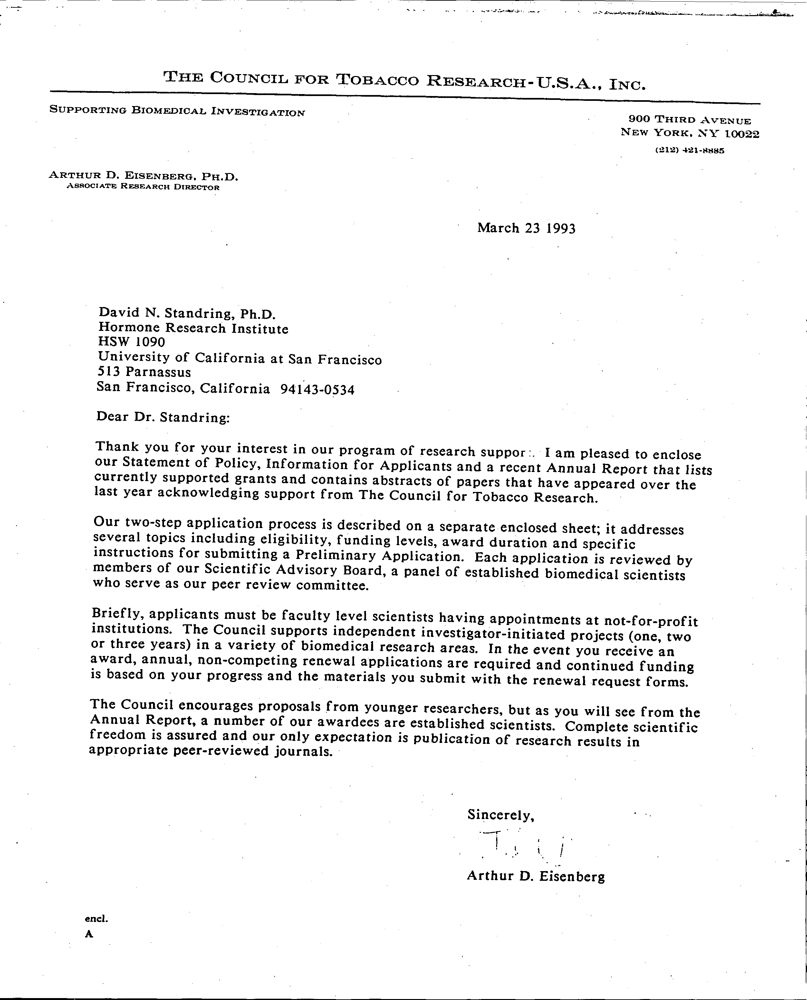 THE COUNCIL FOR TOBACCO RESEARCH-U.S.A., INC.
SUPPORTING BIOMEDICAL INVESTIGATION
900 THIRD AVENUE
NEW YORK, NY 10022
(212) 421-8885
ARTHUR D. EISENBERG, PH.D.
ASSOCIATE RESEARCH DIRECTOR
March 23 1993
David N. Standring, Ph.D.
Hormone Research Institute
HSW 1090
University of California at San Francisco
513 Parnassus
San Francisco, California 94143-0534
Dear Dr. Standring:
Thank you for your interest in our program of research suppor:. I am pleased to enclose
our Statement of Policy, Information for Applicants and a recent Annual Report that lists
currently supported grants and contains abstracts of papers that have appeared over the
last year acknowledging support from The Council for Tobacco Research.
Our two-step application process is described on a separate enclosed sheet; it addresses
several topics including eligibility, funding levels, award duration and specific
instructions for submitting a Preliminary Application. Each application is reviewed by
members of our Scientific Advisory Board, a panel of established biomedical scientists
who serve as our peer review committee.
Briefly, applicants must be faculty level scientists having appointments at not-for-profit
institutions. The Council supports independent investigator-initiated projects (one, two
or three years) in a variety of biomedical research areas. In the event you receive an
award, annual, non-competing renewal applications are required and continued funding
is based on your progress and the materials you submit with the renewal request forms.
The Council encourages proposals from younger researchers, but as you will see from the
Annual Report, a number of our awardees are established scientists. Complete scientific
freedom is assured and our only expectation is publication of research results in
appropriate peer-reviewed journals.
Sincerely,
Arthur D. Eisenberg
encl.
A